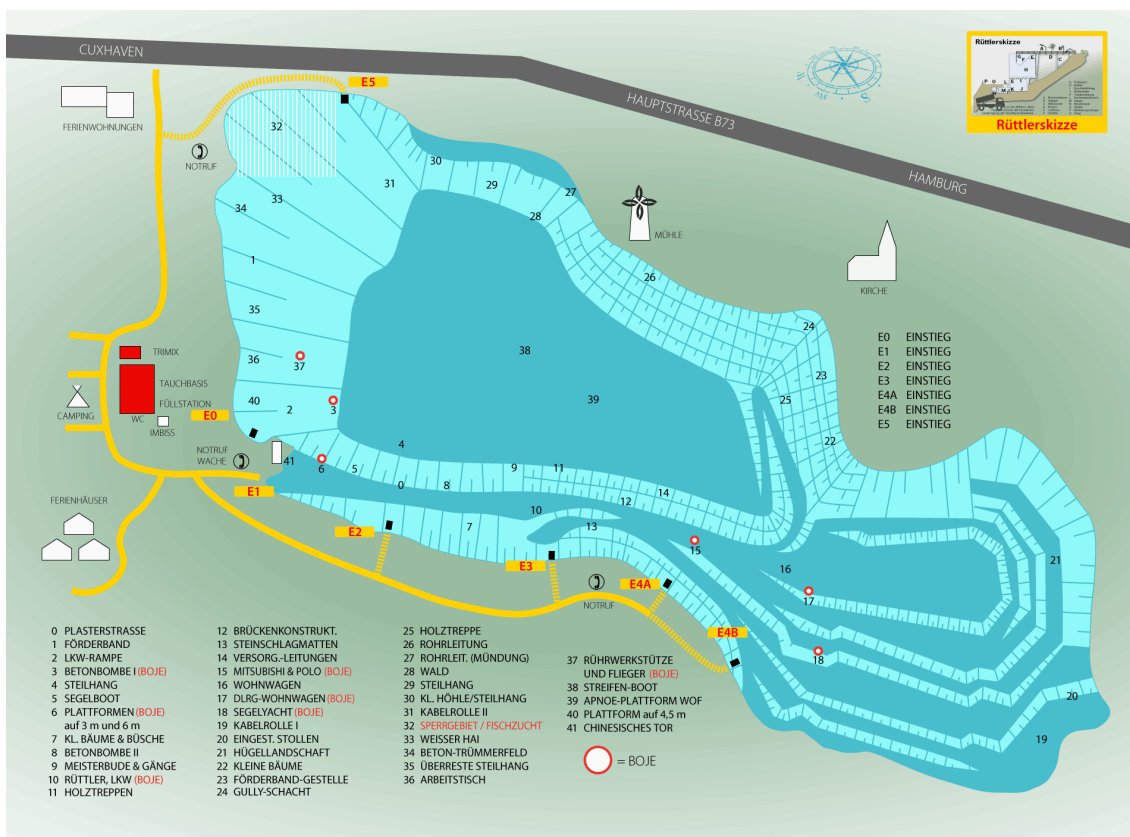 CUXHAVEN
HAUPTSTRASSE B73
HAMBURG
Rüttlerskizze
Rüttlerskizze
315°
S
E5
FERIENWOHNUNGEN
NOTRUF
MÜHLE
KIRCHE
32
30
31
29
27
28
33
34
1
26
35
24
36
37
38
23
39
25
40
2
3
22
4
41
6
5
0
8
9
11
14
12
10
7
13
15
16
17
18
21
20
19
TRIMIX
TAUCHBASIS
FÜLLSTATION
WC
IMBISS
CAMPING
E0
NOTRUF
WACHE
E1
FERIENHÄUSER
E2
E3
E4A
NOTRUF
E4B
E0 EINSTIEG
E1 EINSTIEG
E2 EINSTIEG
E3 EINSTIEG
E4A EINSTIEG
E4B EINSTIEG
E5 EINSTIEG
0 PLASTERSTRASSE
1 FÖRDERBAND
2 LKW-RAMPE
3 BETONBOMBE I (BOJE)
4 STEILHANG
5 SEGELBOOT
6 PLATTFORMEN (BOJE)
auf 3 m und 6 m
7 KL. BÄUME & BÜSCHE
8 BETONBOMBE II
9 MEISTERBUDE & GÄNGE
10 RÜTTLER, LKW (BOJE)
11 HOLZTREPPEN
12 BRÜCKENKONSTRUKT.
13 STEINSCHLAGMATTEN
14 VERSORG.-LEITUNGEN
15 MITSUBISHI & POLO (BOJE)
16 WOHNWAGEN
17 DLRG-WOHNWAGEN (BOJE)
18 SEGELYACHT (BOJE)
19 KABELROLLE I
20 EINGEST. STOLLEN
21 HÜGELLANDSCHAFT
22 KLEINE BÄUME
23 FÖRDERBAND-GESTELLE
24 GULLY-SCHACHT
25 HOLZTREPPE
26 ROHRLEITUNG
27 ROHRLEIT. (MÜNDUNG)
28 WALD
29 STEILHANG
30 KL. HÖHLE/STEILHANG
31 KABELROLLE II
32 SPERRGEBIET / FISCHZUCHT
33 WEISSER HAI
34 BETON-TRÜMMERFELD
35 ÜBERRESTE STEILHANG
36 ARBEITSTISCH
37 RÜHRWERKSTÜTZE
UND FLIEGER (BOJE)
38 STREIFEN-BOOT
39 APNOE-PLATTFORM WOF
40 PLATTFORM auf 4,5 m
41 CHINESISCHES TOR
= BOJE